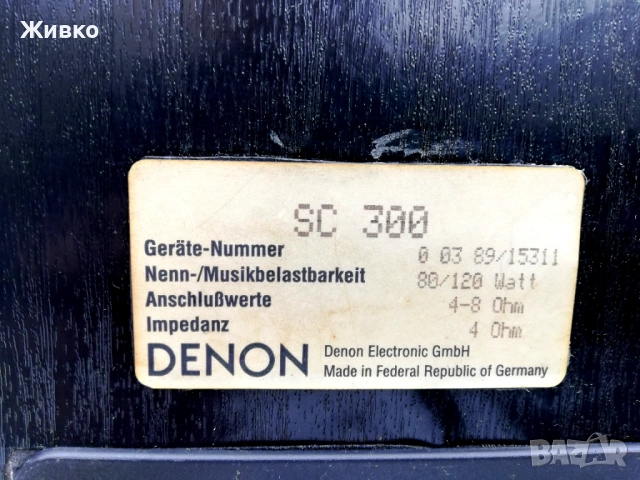 Живко
SC 300
Geräte-Nummer 0 03 89/15311
Nenn-/Musikbelastbarkeit 80/120 Watt
Anschlußwerte 4-8 Ohm
Impedanz 4 Ohm
DENON Denon Electronic GmbH
Made in Federal Republic of Germany
BAZAR